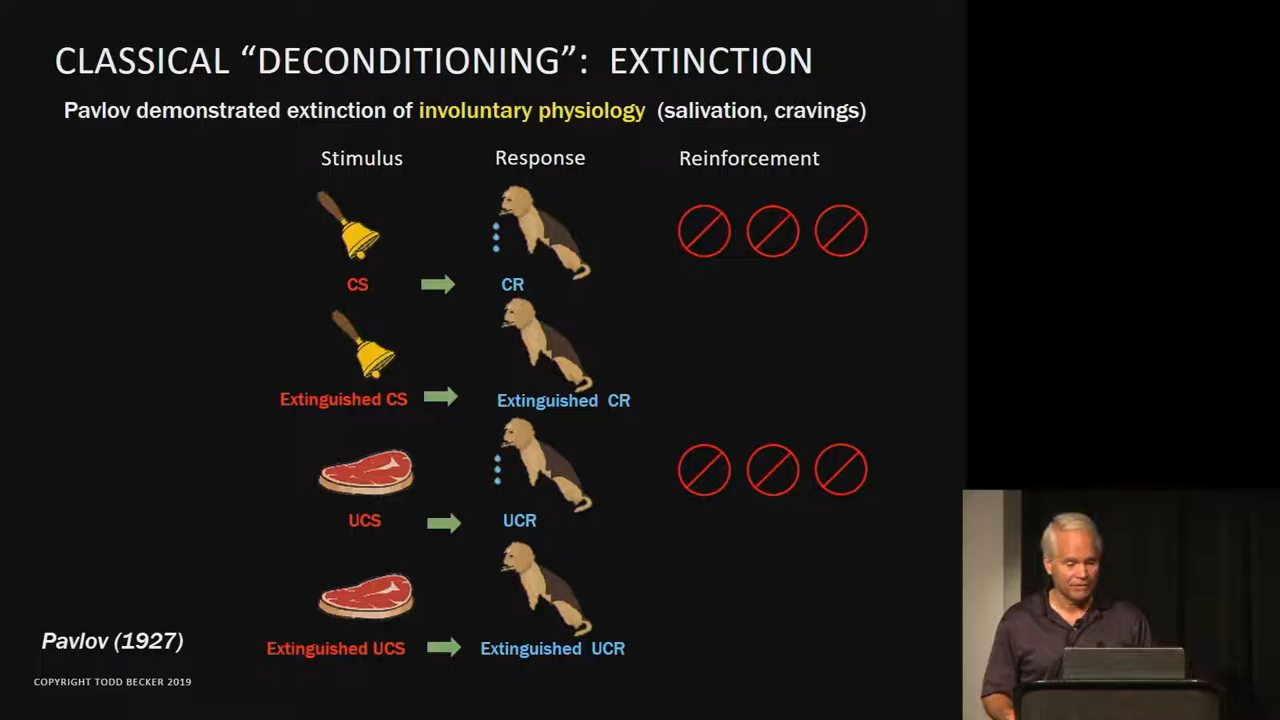 CLASSICAL “DECONDITIONING”: EXTINCTION
Pavlov demonstrated extinction of involuntary physiology (salivation, cravings)
Stimulus Response Reinforcement
CS CR
Extinguished CS Extinguished CR
UCS UCR
Extinguished UCS Extinguished UCR
Pavlov (1927)
COPYRIGHT TODD BECKER 2019